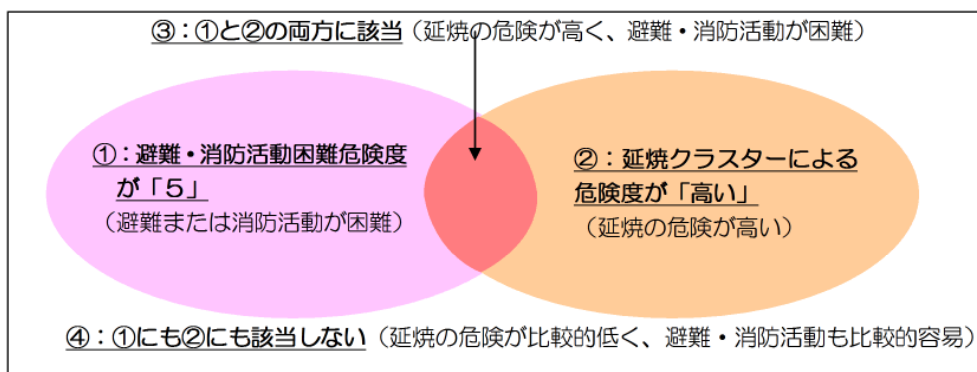 ③：①と②の両方に該当（延焼の危険が高く、避難・消防活動が困難）
①：避難・消防活動困難危険度
が「５」
（避難または消防活動が困難）
②：延焼クラスターによる
危険度が「高い」
（延焼の危険が高い）
④：①にも②にも該当しない（延焼の危険が比較的低く、避難・消防活動も比較的容易）